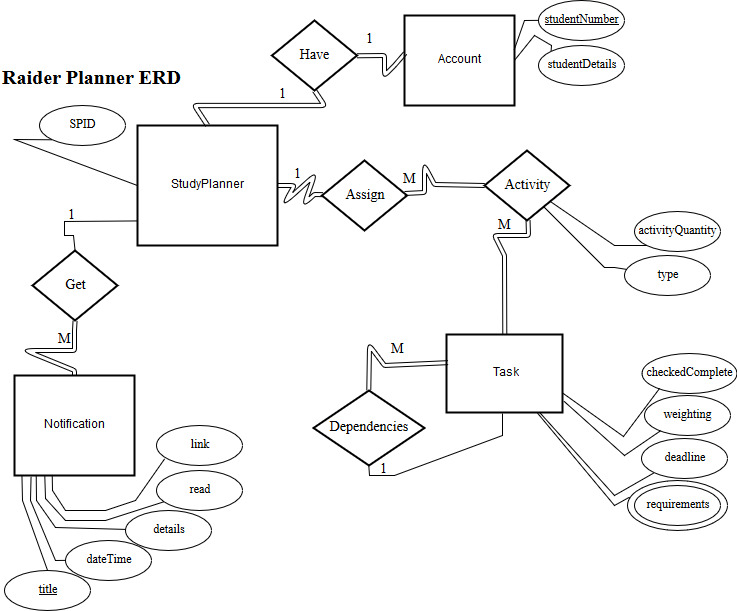 studentNumber
1
Have
Account
studentDetails
Raider Planner ERD
1
SPID
StudyPlanner
1
Assign
M
Activity
1
M
activityQuantity
type
Get
M
M
Task
checkedComplete
weighting
Notification
Dependencies
deadline
link
1
read
requirements
details
dateTime
title